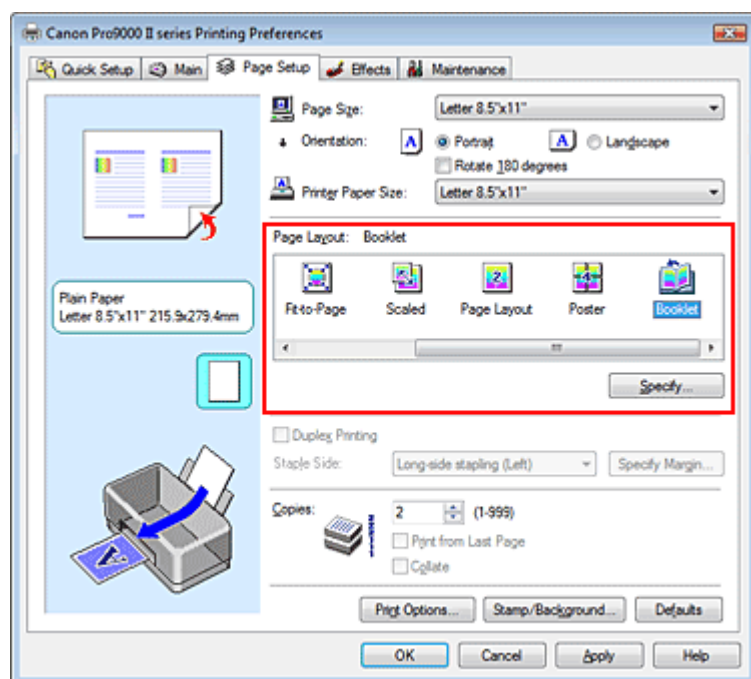 Canon Pro9000 II series Printing Preferences
Quick Setup Main Page Setup Effects Maintenance
Page Size: Letter 8.5"x11"
Orientation: A Portrait A Landscape
Rotate 180 degrees
Printer Paper Size: Letter 8.5"x11"
Page Layout: Booklet
Fit-to-Page Scaled Page Layout Poster Booklet
Plain Paper
Letter 8.5"x11" 215.9x279.4mm
Specify...
Duplex Printing
Staple Side: Long-side stapling (Left) Specify Margin...
Copies: 2 (1-999)
Print from Last Page
Collate
Print Options... Stamp/Background... Defaults
OK Cancel Apply Help